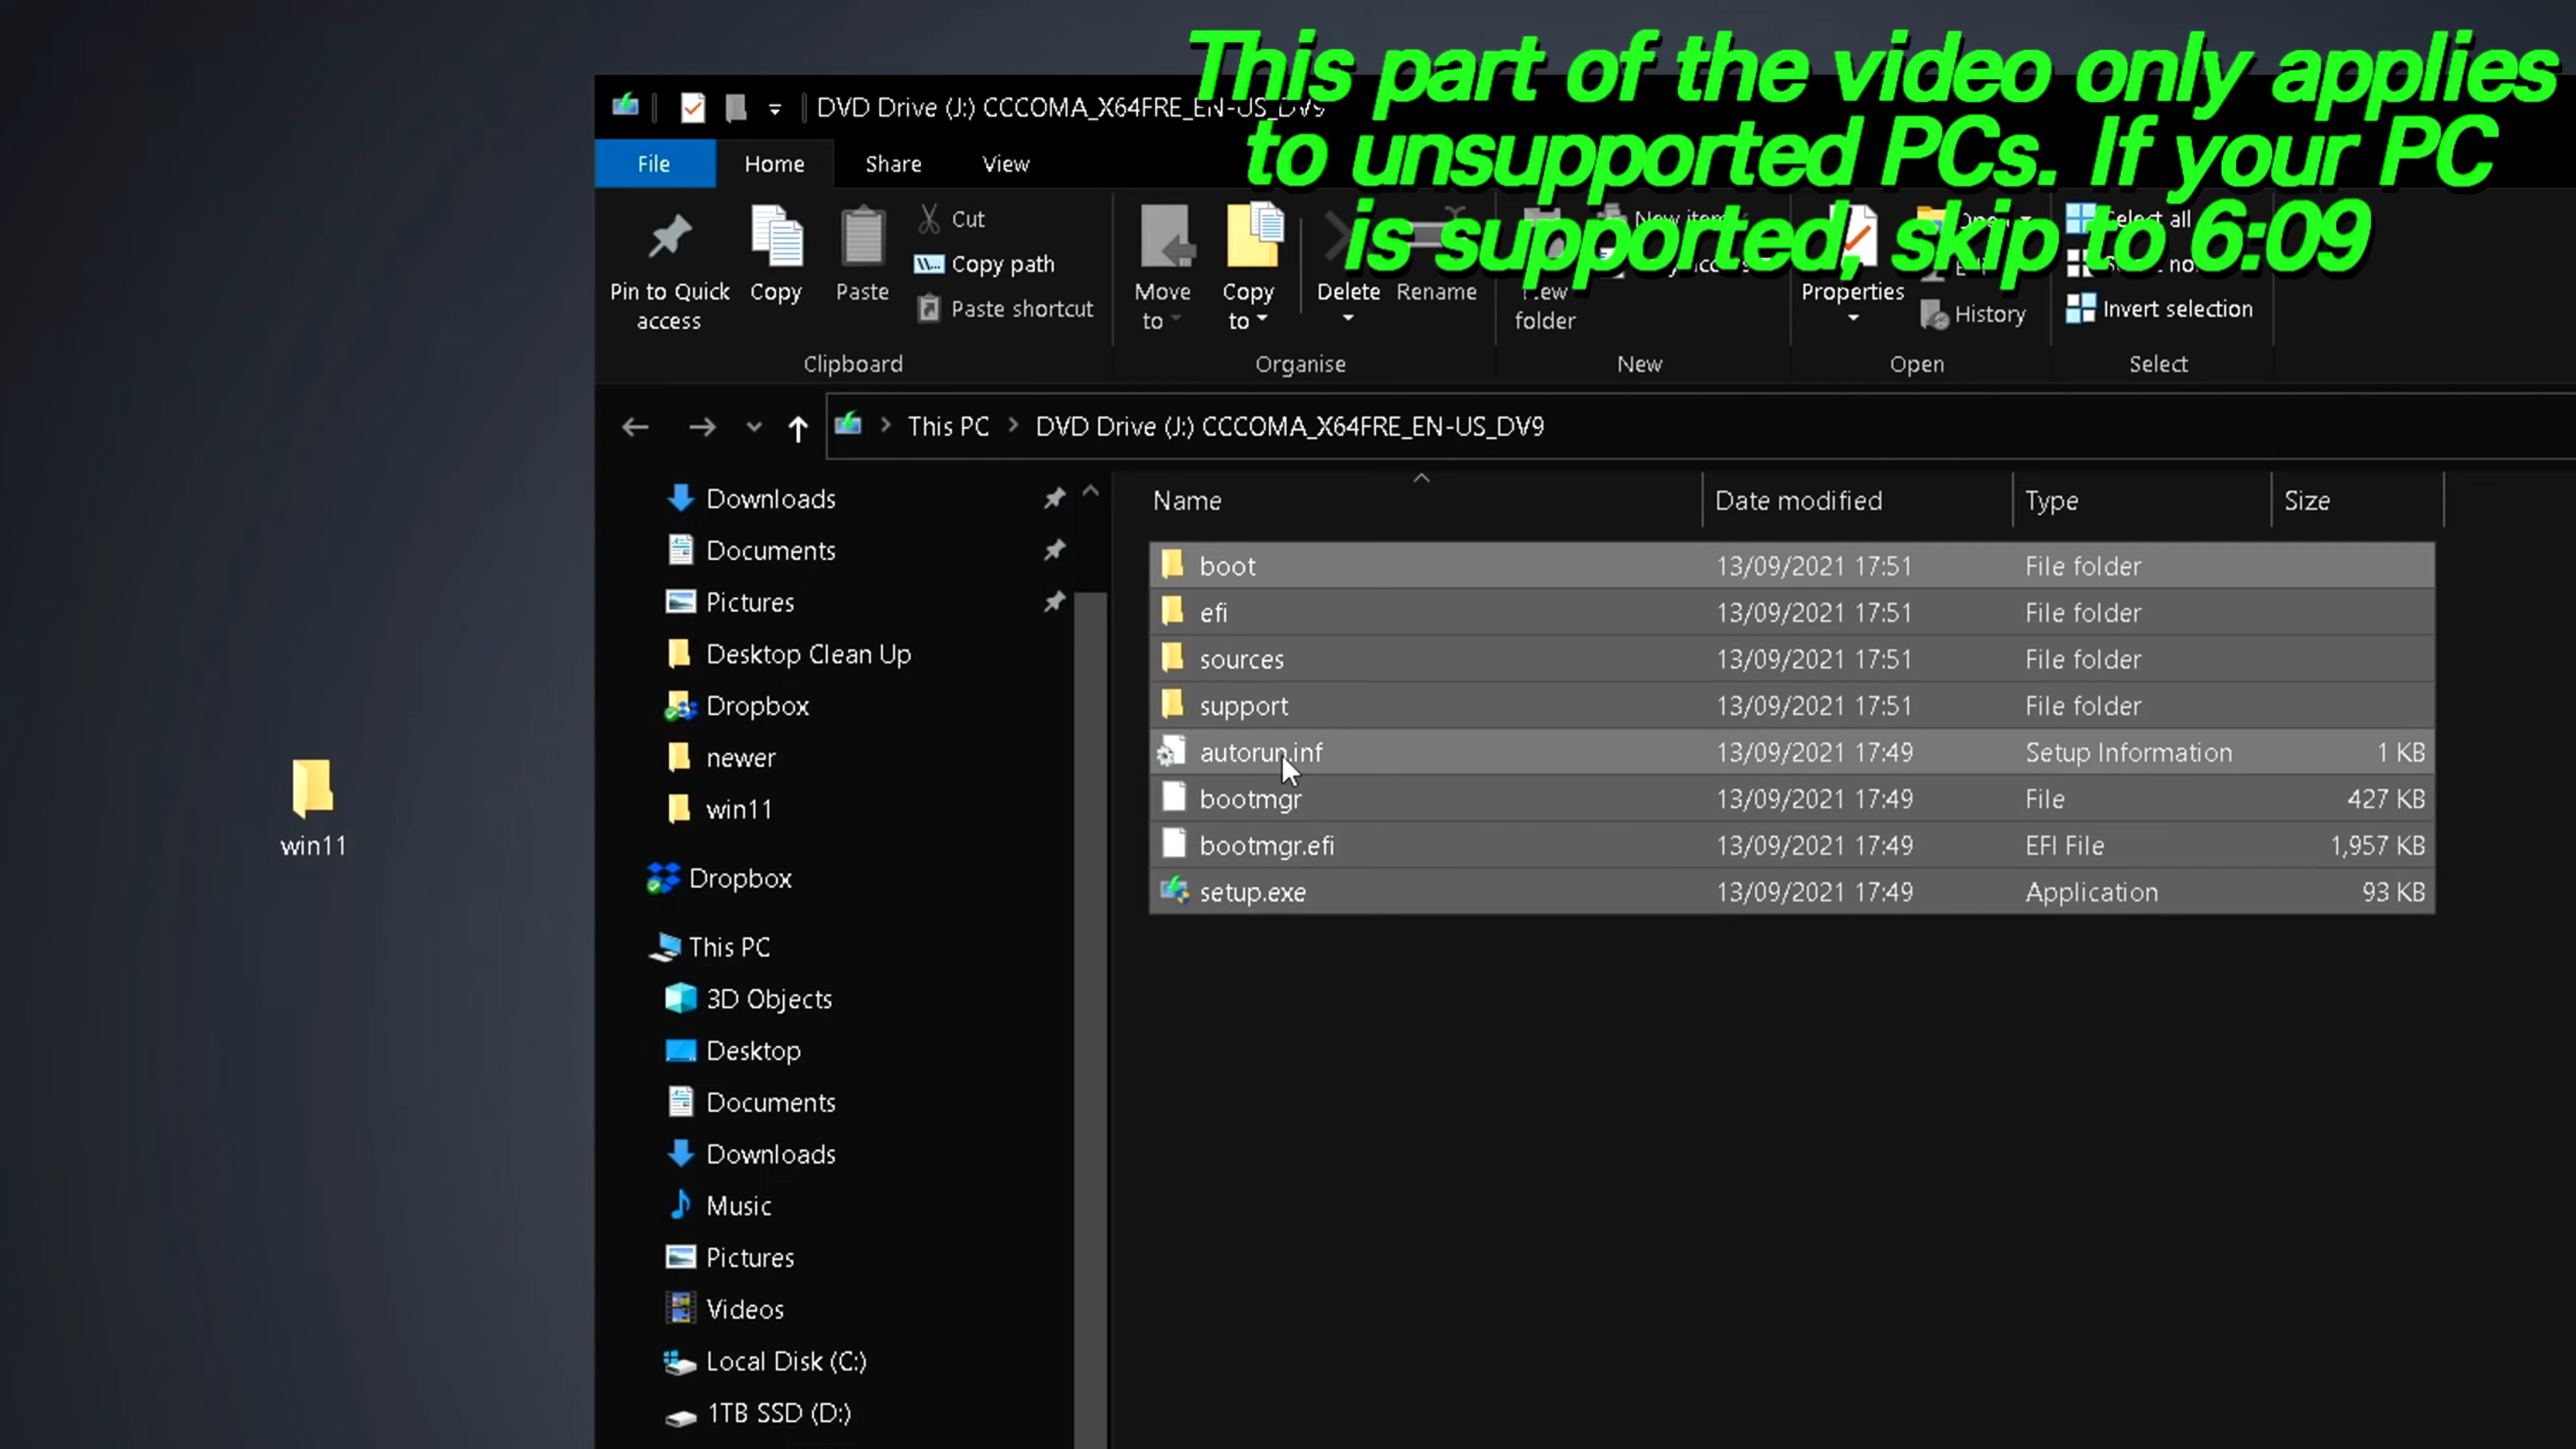 This part of the video only applies
to unsupported PCs. If your PC
is supported, skip to 6:09
DVD Drive (J:) CCCOMA_X64FRE_EN-US_DV9
File
Home
Share
View
Pin to Quick
access
Copy
Paste
Cut
Copy path
Paste shortcut
Clipboard
Move
to
Copy
to
Delete
Rename
Organise
New item
New
folder
New
Properties
Open
History
Open
Select all
Invert selection
Select
This PC
DVD Drive (J:) CCCOMA_X64FRE_EN-US_DV9
Downloads
Documents
Pictures
Desktop Clean Up
Dropbox
newer
win11
Dropbox
This PC
3D Objects
Desktop
Documents
Downloads
Music
Pictures
Videos
Local Disk (C:)
1TB SSD (D:)
win11
Name Date modified Type Size
boot 13/09/2021 17:51 File folder
efi 13/09/2021 17:51 File folder
sources 13/09/2021 17:51 File folder
support 13/09/2021 17:51 File folder
autorun.inf 13/09/2021 17:49 Setup Information 1 KB
bootmgr 13/09/2021 17:49 File 427 KB
bootmgr.efi 13/09/2021 17:49 EFI File 1,957 KB
setup.exe 13/09/2021 17:49 Application 93 KB